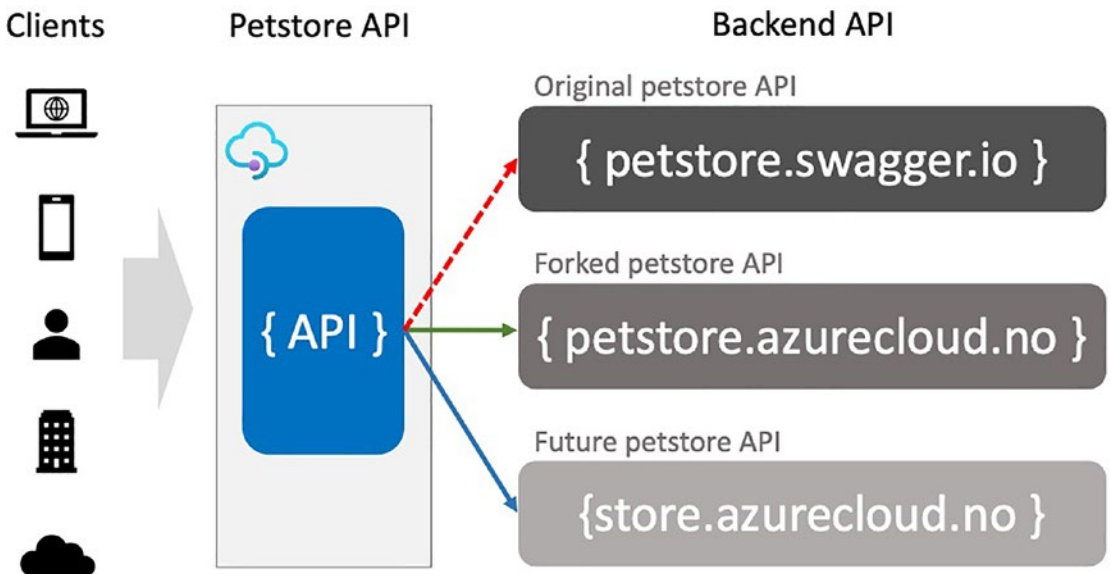 Clients
Petstore API
Backend API
Original petstore API
{ petstore.swagger.io }
Forked petstore API
{ API }
{ petstore.azurecloud.no }
Future petstore API
{store.azurecloud.no }